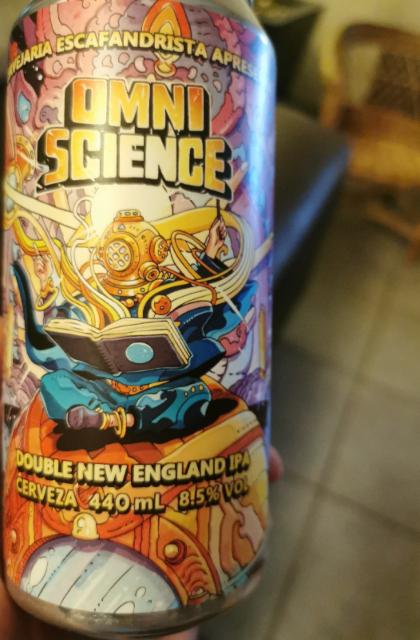 ESCAFANDRISTA
OMNI
SCIENCE
DOUBLE NEW ENGLAND IPA
CERVEZA 440 mL 8.5% VOL